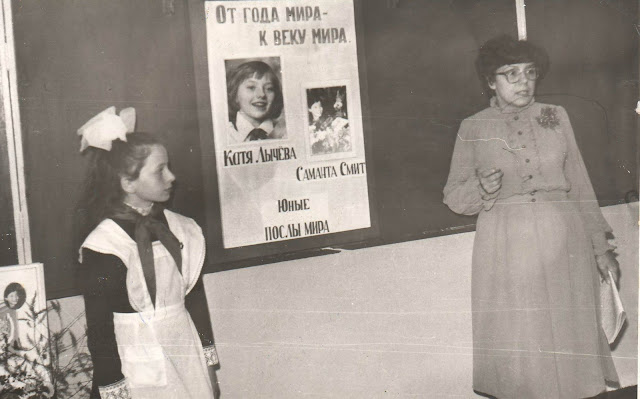 От года мира-
к веку мира.
Катя Лычёва
Саманта Смит
Юные
послы мира